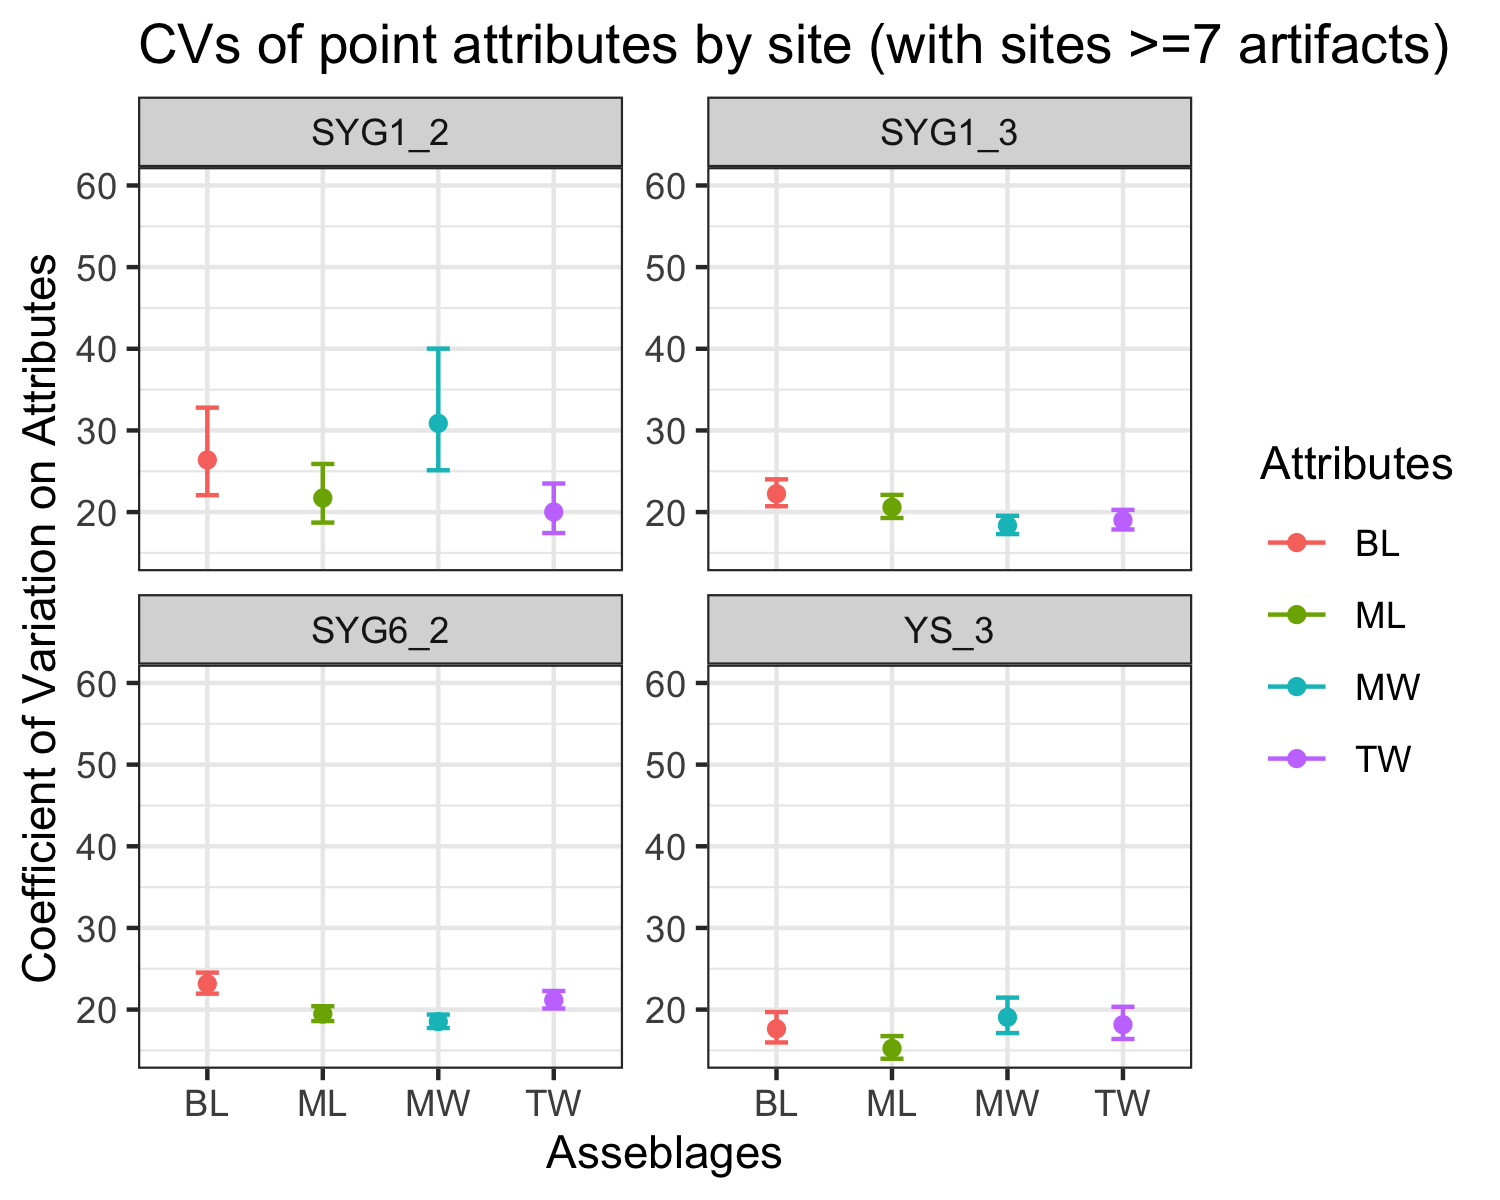 CVs of point attributes by site (with sites >=7 artifacts)
SYG1_2
SYG1_3
60
50
40
30
20
60
50
40
30
20
SYG6_2
YS_3
60
50
40
30
20
60
50
40
30
20
BL ML MW TW
BL ML MW TW
Asseblages
Coefficient of Variation on Attributes
Attributes
BL
ML
MW
TW